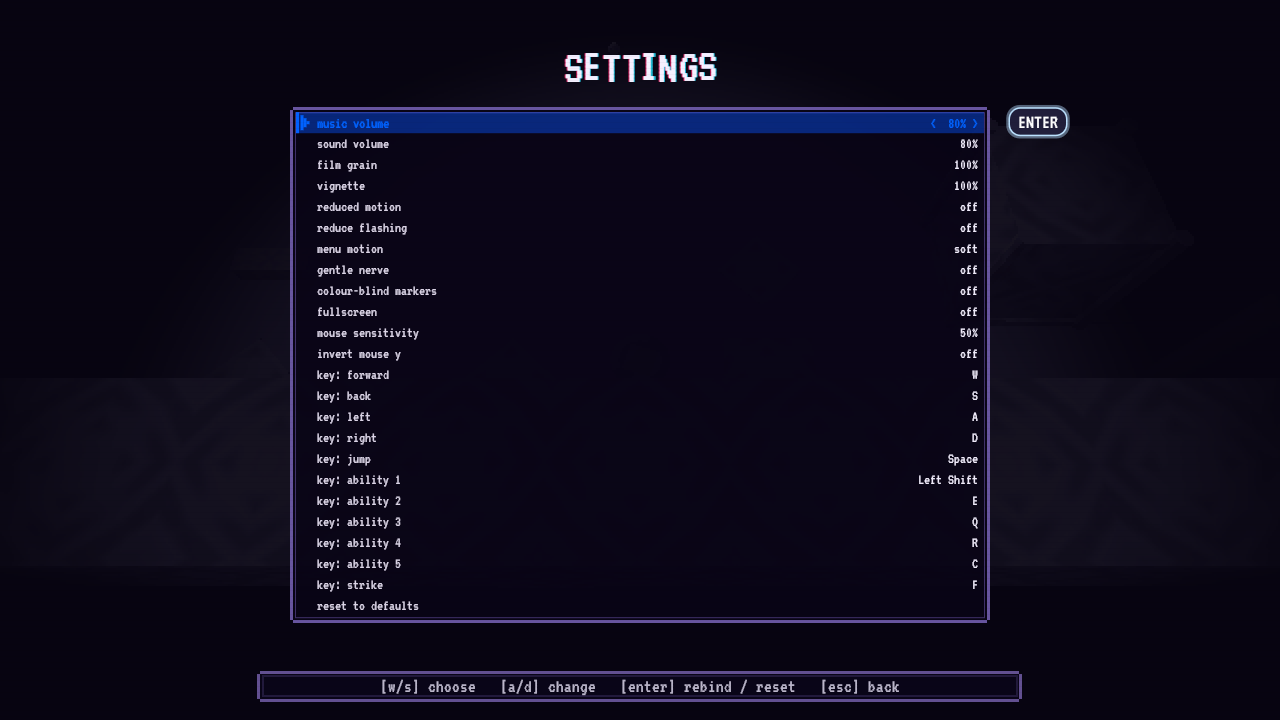 SETTINGS
music volume ❬ 80% ❭
ENTER
sound volume 80%
film grain 100%
vignette 100%
reduced motion off
reduce flashing off
menu motion soft
gentle nerve off
colour-blind markers off
fullscreen off
mouse sensitivity 50%
invert mouse y off
key: forward W
key: back S
key: left A
key: right D
key: jump Space
key: ability 1 Left Shift
key: ability 2 E
key: ability 3 Q
key: ability 4 R
key: ability 5 C
key: strike F
reset to defaults
[w/s] choose [a/d] change [enter] rebind / reset [esc] back